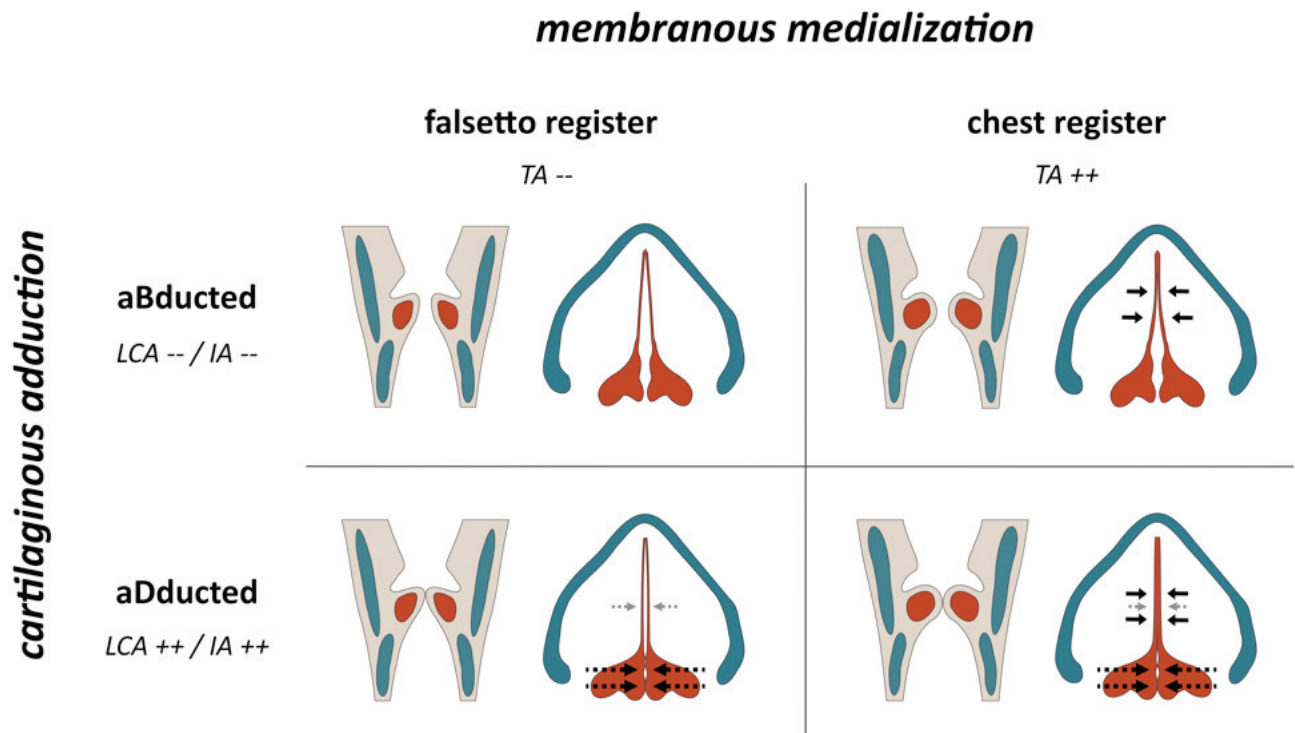 membranous medialization
falsetto register
chest register
TA --
TA ++
cartilaginous adduction
aBducted
LCA -- / IA --
aDducted
LCA ++ / IA ++